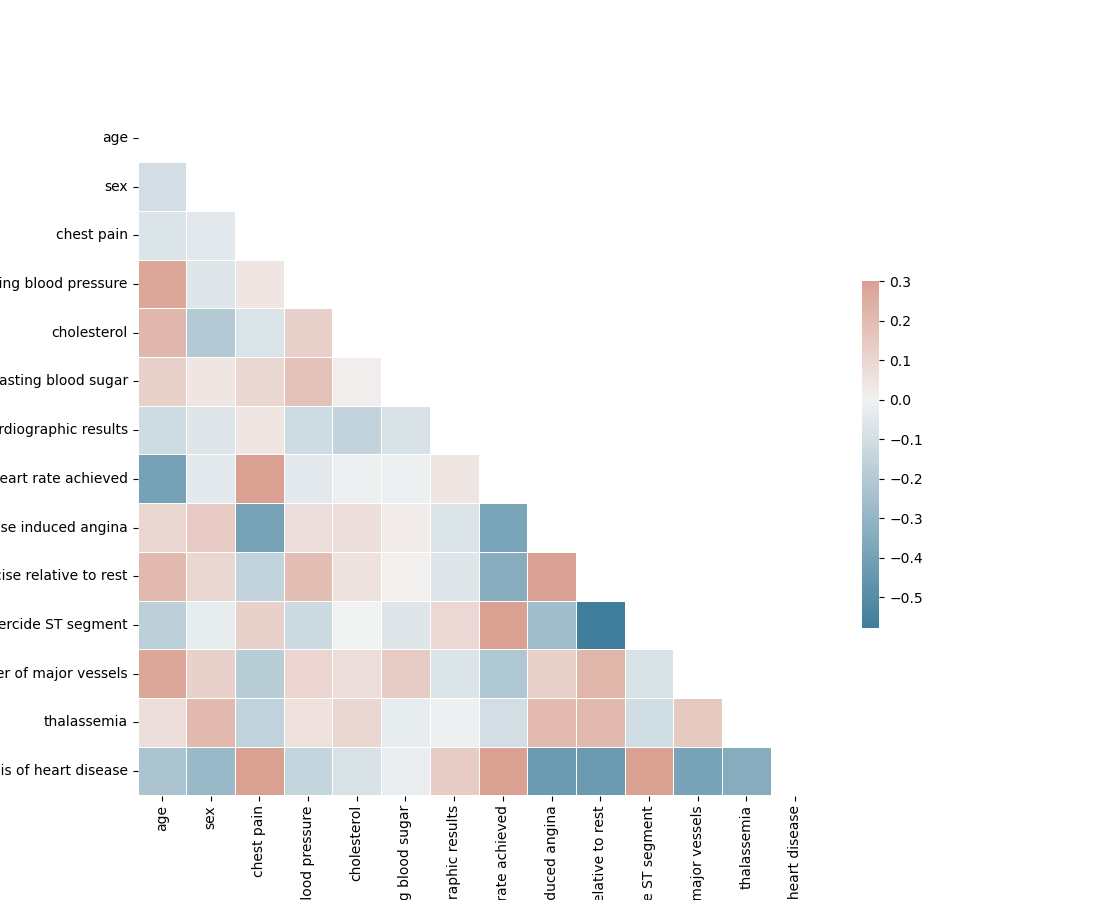 age
sex
chest pain
ing blood pressure
cholesterol
asting blood sugar
rdiographic results
eart rate achieved
se induced angina
cise relative to rest
ercide ST segment
er of major vessels
thalassemia
is of heart disease
age
sex
chest pain
lood pressure
cholesterol
g blood sugar
raphic results
rate achieved
duced angina
elative to rest
e ST segment
major vessels
thalassemia
heart disease
0.3
0.2
0.1
0.0
−0.1
−0.2
−0.3
−0.4
−0.5